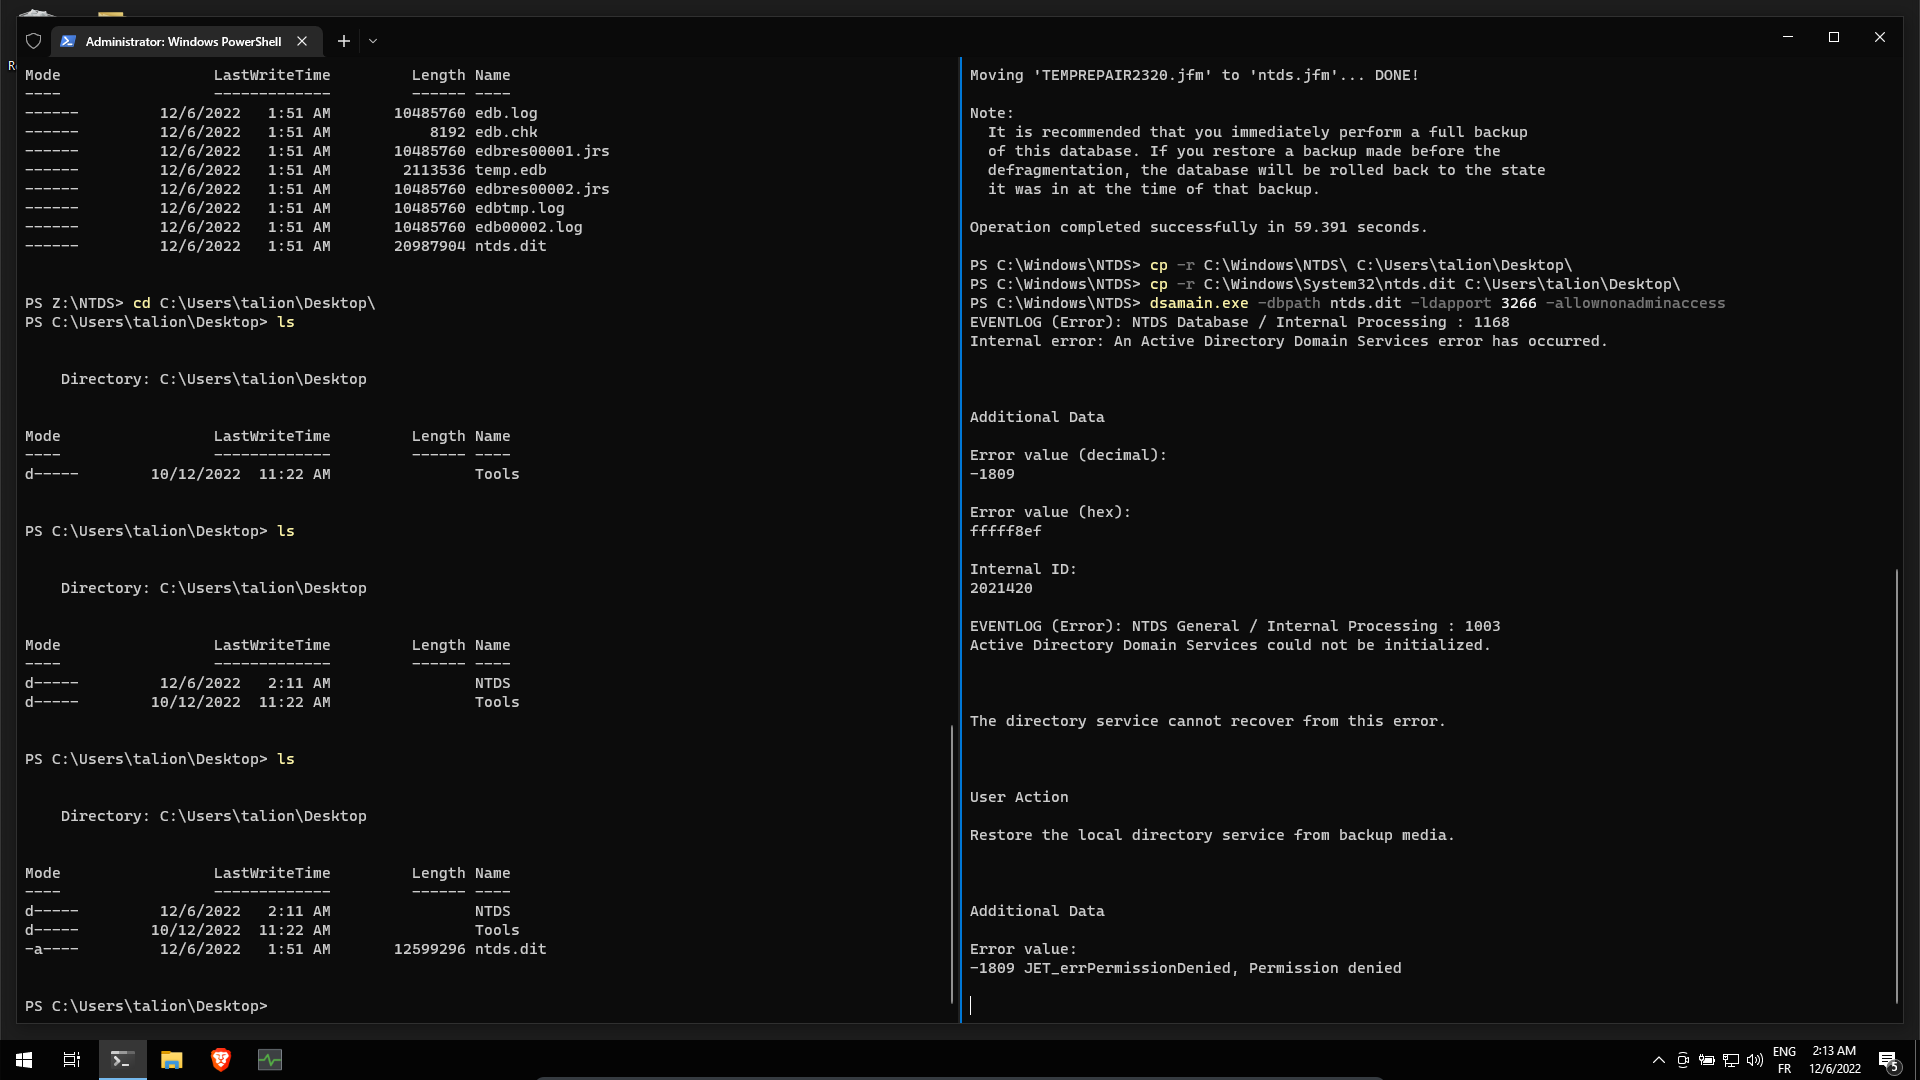 Administrator: Windows PowerShell
Mode                 LastWriteTime         Length Name
----                 -------------         ------ ----
------         12/6/2022   1:51 AM       10485760 edb.log
------         12/6/2022   1:51 AM           8192 edb.chk
------         12/6/2022   1:51 AM       10485760 edbres00001.jrs
------         12/6/2022   1:51 AM        2113536 temp.edb
------         12/6/2022   1:51 AM       10485760 edbres00002.jrs
------         12/6/2022   1:51 AM       10485760 edbtmp.log
------         12/6/2022   1:51 AM       10485760 edb00002.log
------         12/6/2022   1:51 AM       20987904 ntds.dit
PS Z:\NTDS> cd C:\Users\talion\Desktop\
PS C:\Users\talion\Desktop> ls
Directory: C:\Users\talion\Desktop
Mode                 LastWriteTime         Length Name
----                 -------------         ------ ----
d-----        10/12/2022  11:22 AM                Tools
PS C:\Users\talion\Desktop> ls
Directory: C:\Users\talion\Desktop
Mode                 LastWriteTime         Length Name
----                 -------------         ------ ----
d-----         12/6/2022   2:11 AM                NTDS
d-----        10/12/2022  11:22 AM                Tools
PS C:\Users\talion\Desktop> ls
Directory: C:\Users\talion\Desktop
Mode                 LastWriteTime         Length Name
----                 -------------         ------ ----
d-----         12/6/2022   2:11 AM                NTDS
d-----        10/12/2022  11:22 AM                Tools
-a----         12/6/2022   1:51 AM       12599296 ntds.dit
PS C:\Users\talion\Desktop>
Moving 'TEMPREPAIR2320.jfm' to 'ntds.jfm'... DONE!
Note:
It is recommended that you immediately perform a full backup
of this database. If you restore a backup made before the
defragmentation, the database will be rolled back to the state
it was in at the time of that backup.
Operation completed successfully in 59.391 seconds.
PS C:\Windows\NTDS> cp -r C:\Windows\NTDS\ C:\Users\talion\Desktop\
PS C:\Windows\NTDS> cp -r C:\Windows\System32\ntds.dit C:\Users\talion\Desktop\
PS C:\Windows\NTDS> dsamain.exe -dbpath ntds.dit -ldapport 3266 -allownonadminaccess
EVENTLOG (Error): NTDS Database / Internal Processing : 1168
Internal error: An Active Directory Domain Services error has occurred.
Additional Data
Error value (decimal):
-1809
Error value (hex):
fffff8ef
Internal ID:
2021420
EVENTLOG (Error): NTDS General / Internal Processing : 1003
Active Directory Domain Services could not be initialized.
The directory service cannot recover from this error.
User Action
Restore the local directory service from backup media.
Additional Data
Error value:
-1809 JET_errPermissionDenied, Permission denied
ENG
FR
2:13 AM
12/6/2022
5